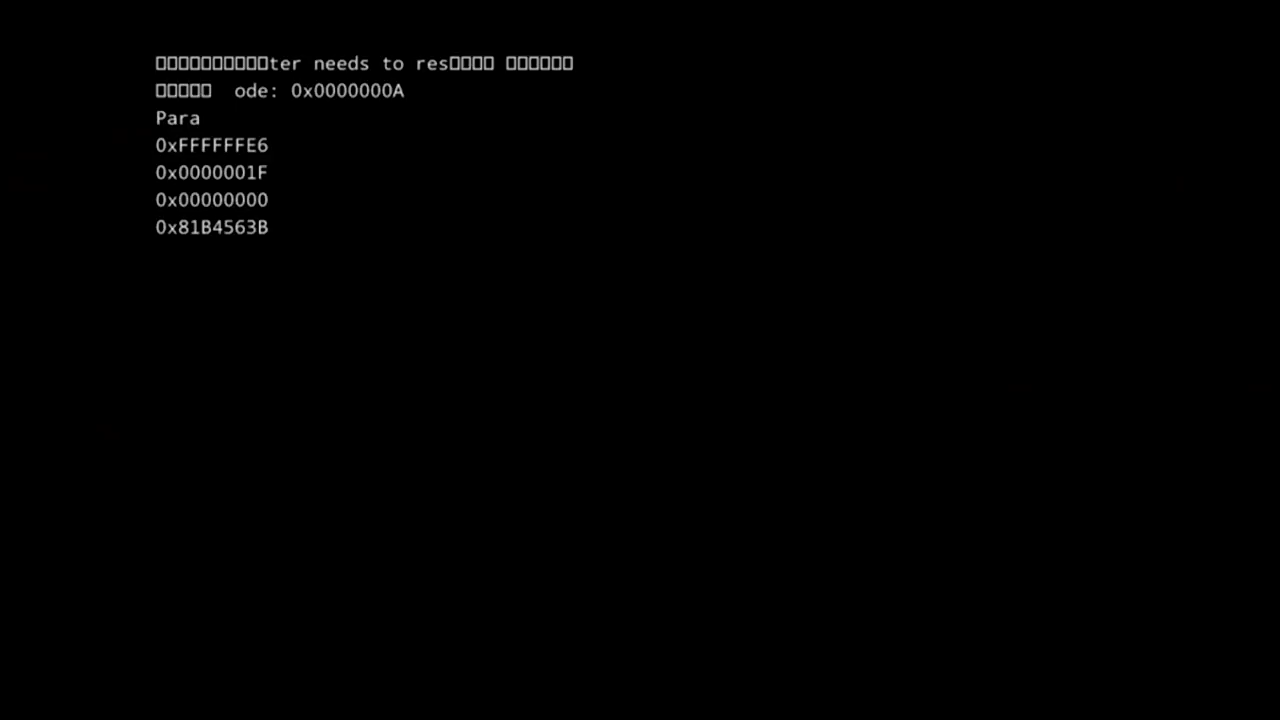 ▯▯▯▯▯▯▯▯▯▯ter needs to res▯▯▯▯ ▯▯▯▯▯▯
▯▯▯▯▯  ode: 0x0000000A
Para
0xFFFFFFE6
0x0000001F
0x00000000
0x81B4563B